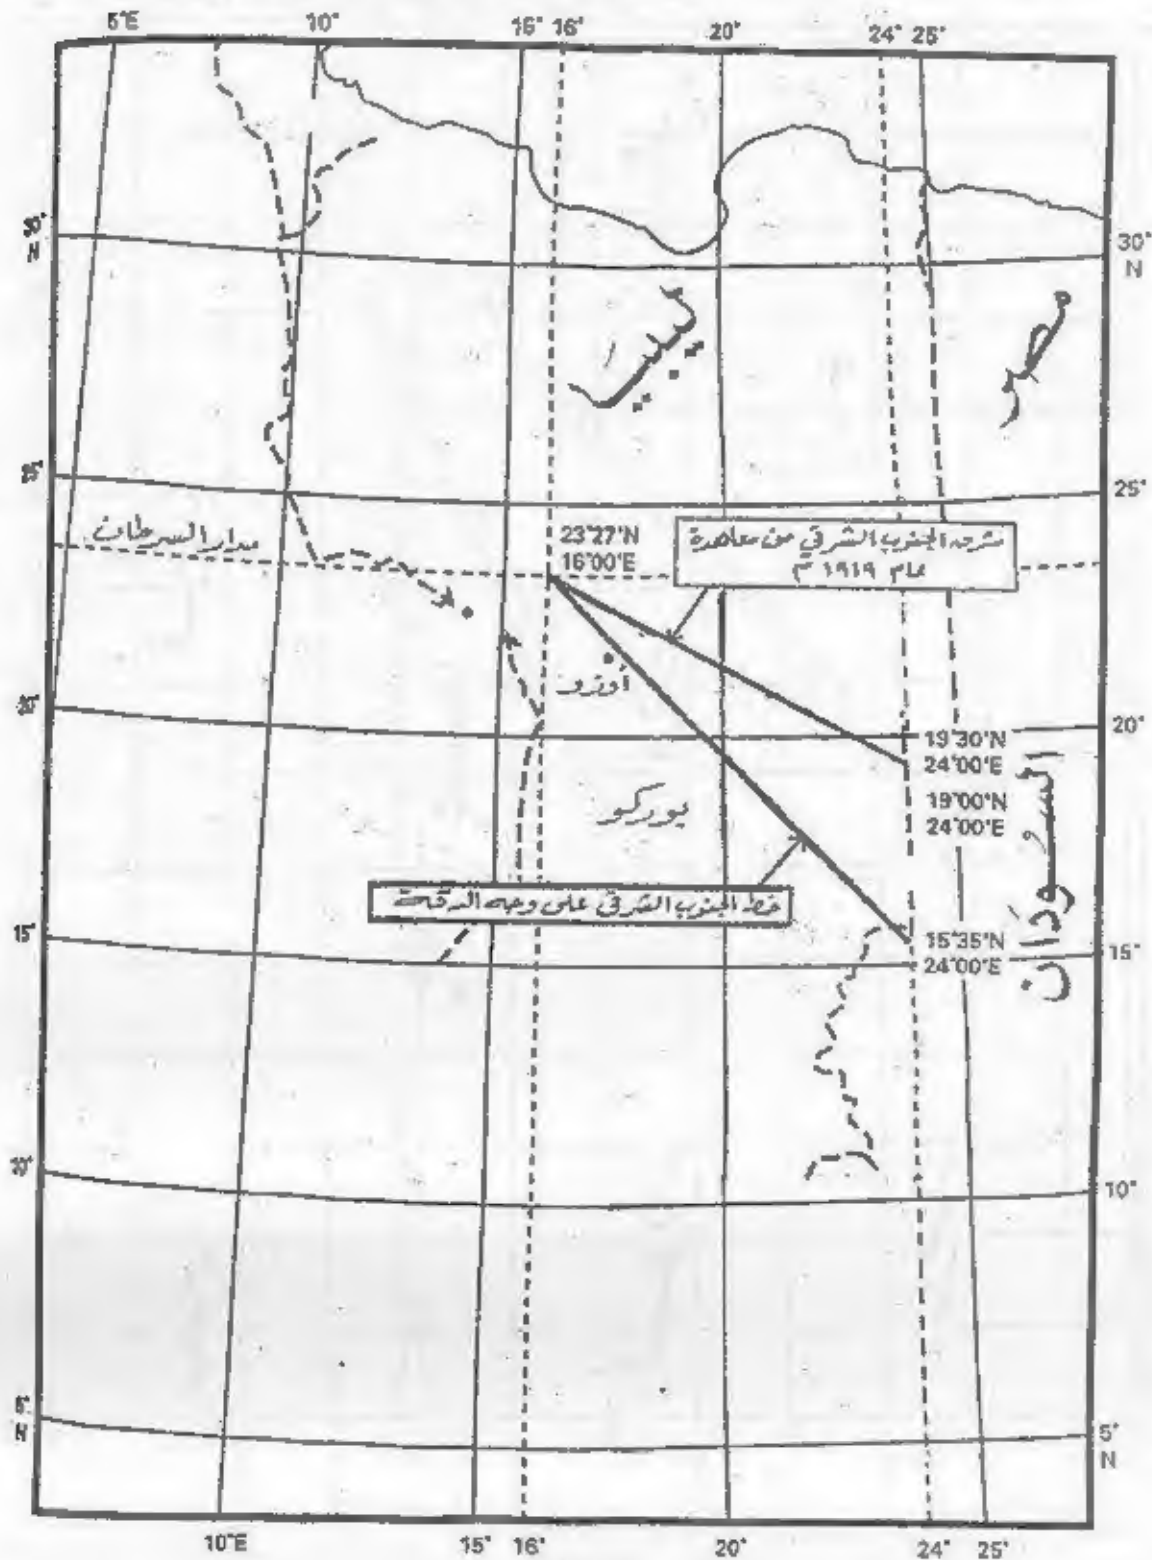 5°E 10° 15° 16° 20° 24° 25°
30°
N
30°
N
ليبيا
مصر
25°
25°
مدار السرطان
23°27'N
16°00'E
شرحه الجنوب الشرقي من معاهدة
عام ١٩١٩ م
أوزو
20°
20°
19°30'N
24°00'E
19°00'N
24°00'E
السودان
بوركو
خط الجنوب الشرقي على وجه الدقة
15°
15°35'N
24°00'E
15°
10°
10°
5°
N
5°
N
10°E 15° 16° 20° 24° 25°